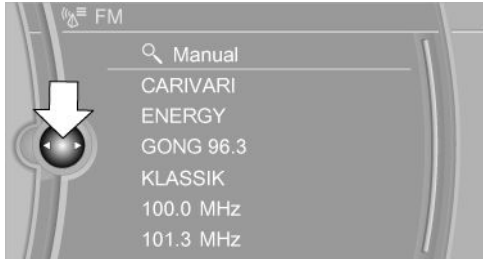 FM
Manual
CARIVARI
ENERGY
GONG 96.3
KLASSIK
100.0 MHz
101.3 MHz